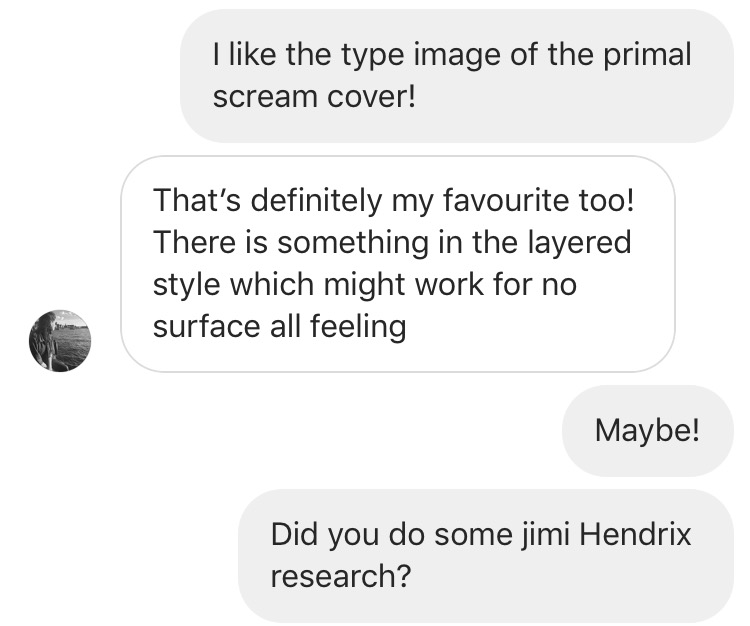 I like the type image of the primal
scream cover!
That's definitely my favourite too!
There is something in the layered
style which might work for no
surface all feeling
Maybe!
Did you do some jimi Hendrix
research?